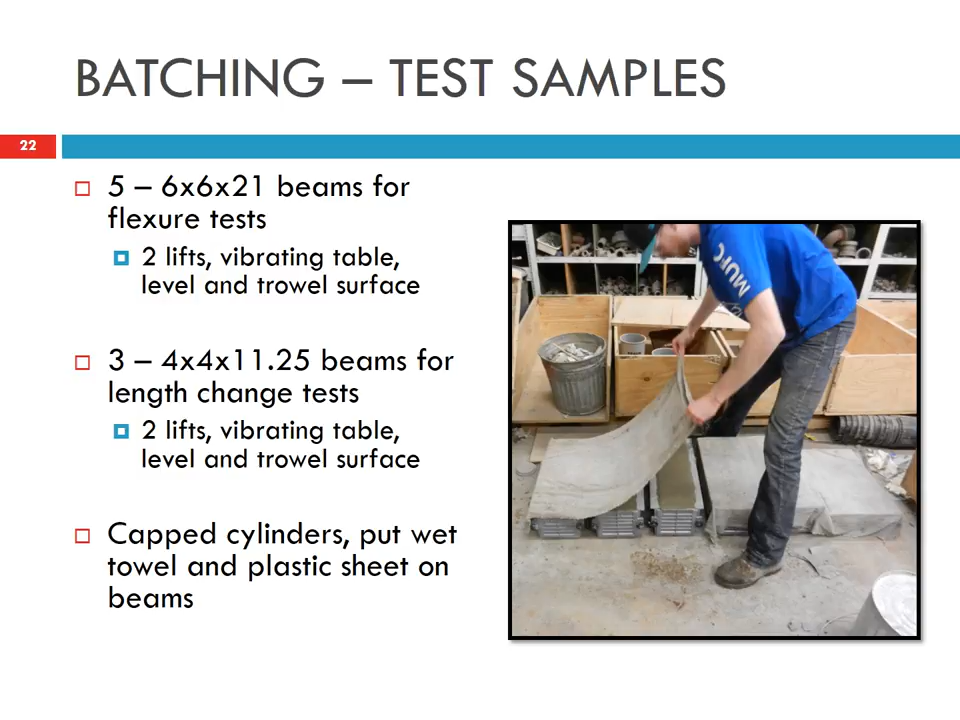 BATCHING – TEST SAMPLES
22
5 – 6x6x21 beams for
flexure tests
2 lifts, vibrating table,
level and trowel surface
3 – 4x4x11.25 beams for
length change tests
2 lifts, vibrating table,
level and trowel surface
Capped cylinders, put wet
towel and plastic sheet on
beams
MUFC